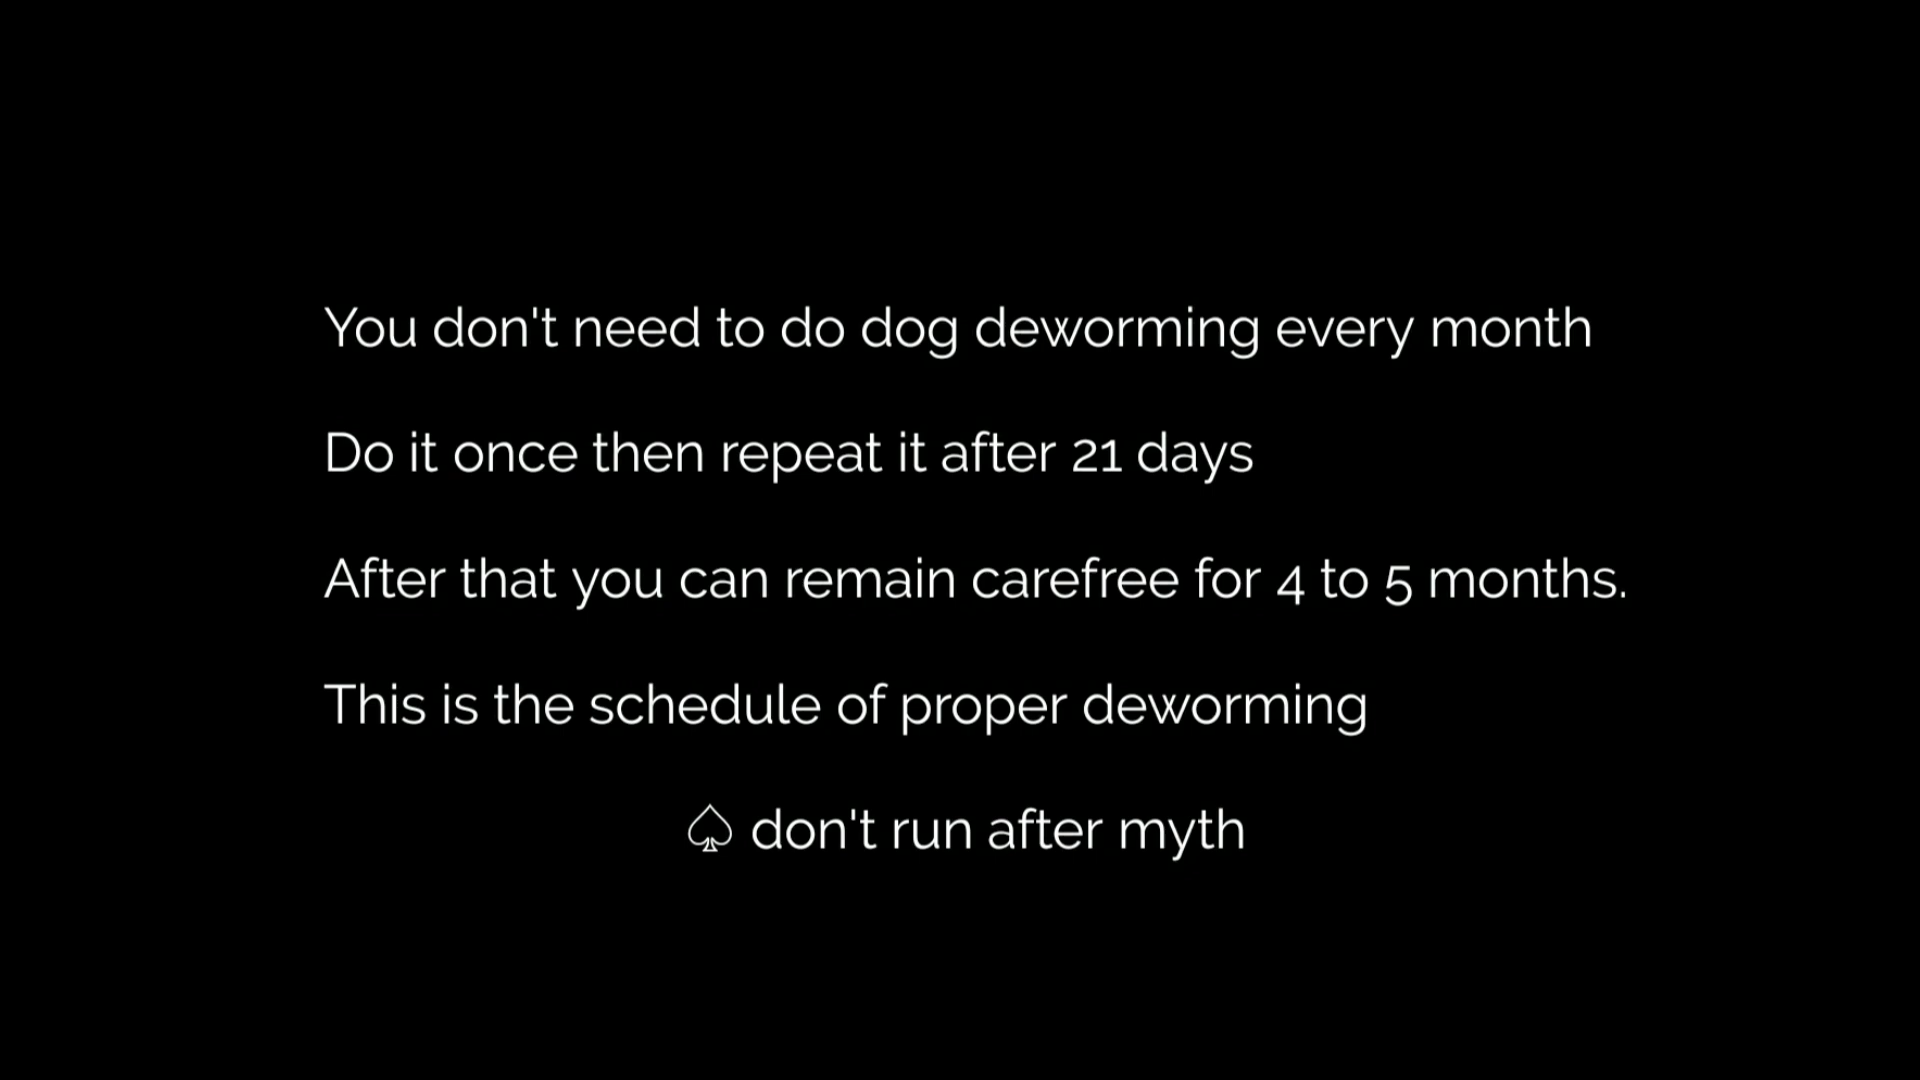 You don't need to do dog deworming every month
Do it once then repeat it after 21 days
After that you can remain carefree for 4 to 5 months.
This is the schedule of proper deworming
♤ don't run after myth